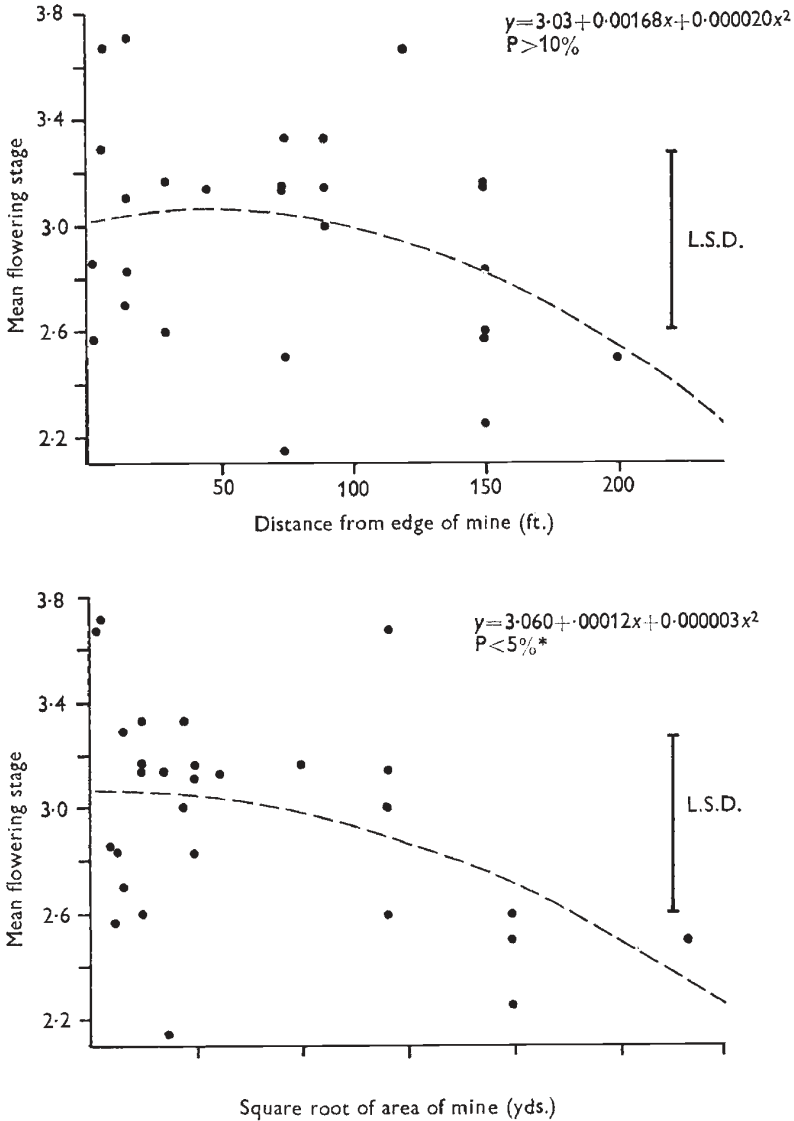 3·8
y=3·03+0·00168x+0·000020x²
P>10%
3·4
3·0
2·6
2·2
Mean flowering stage
L.S.D.
50
100
150
200
Distance from edge of mine (ft.)
3·8
y=3·060+·00012x+0·000003x²
P<5%*
3·4
3·0
2·6
2·2
Mean flowering stage
L.S.D.
Square root of area of mine (yds.)